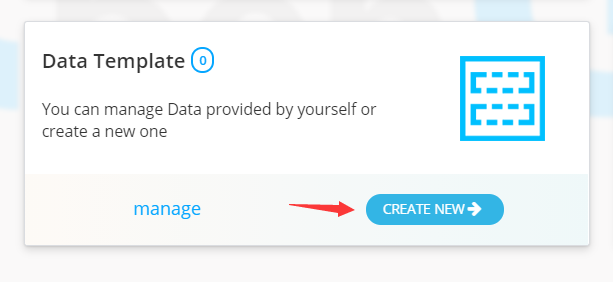 Data Template 0
You can manage Data provided by yourself or
create a new one
manage
CREATE NEW